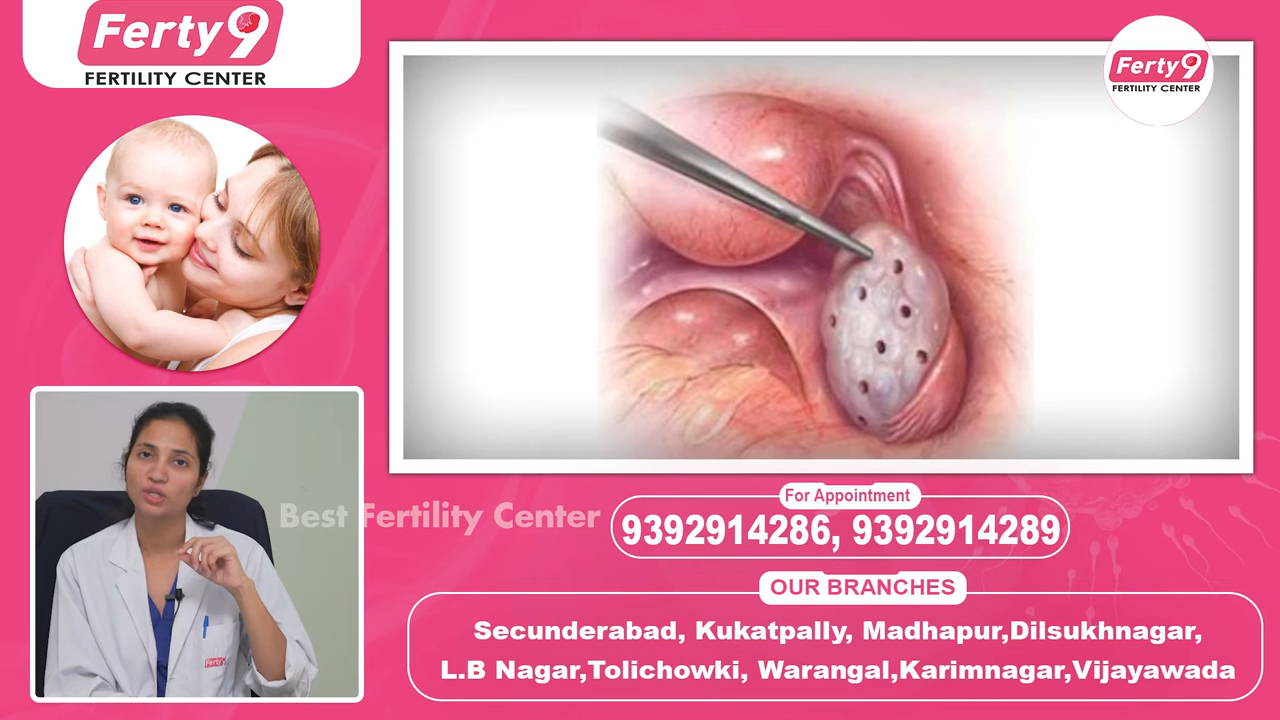 Ferty9
FERTILITY CENTER
Ferty9
FERTILITY CENTER
Best Fertility Center
For Appointment
9392914286, 9392914289
OUR BRANCHES
Secunderabad, Kukatpally, Madhapur,Dilsukhnagar,
L.B Nagar,Tolichowki, Warangal,Karimnagar,Vijayawada
Ferty9